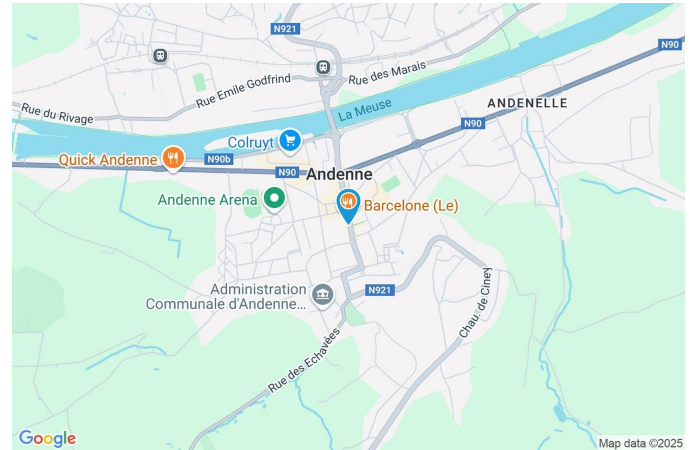 N921
Rue Emile Godfrind
Rue des Marais
N90
Rue du Rivage
La Meuse
ANDENELLE
Colruyt
N90
Quick Andenne
N90b
N90
Andenne
Andenne Arena
Barcelone (Le)
Administration
Communale d'Andenne...
N921
Chau. de Ciney
Rue des Echavées
Google
Map data ©2025